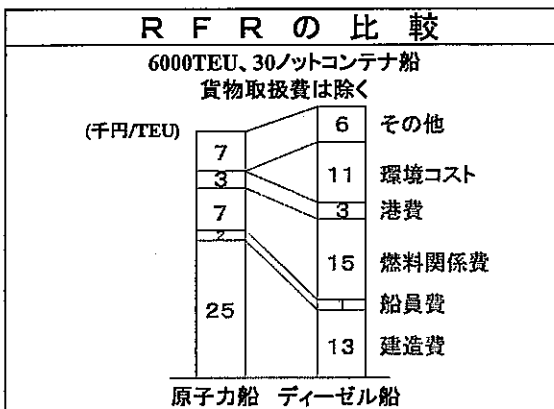 RFRの比較
6000TEU、30ノットコンテナ船
貨物取扱費は除く
(千円/TEU)
6 その他
7
11 環境コスト
3
3 港費
7
15 燃料関係費
2
1 船員費
25
13 建造費
原子力船 ディーゼル船